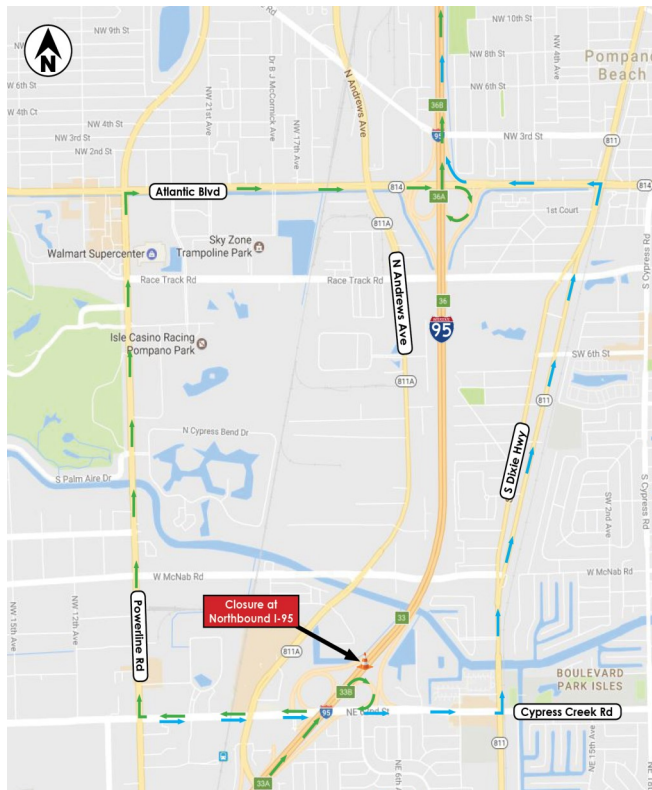 N
NW 9th St
NW 10th St
NW 8th St
NW 6th St
NW 6th St
NW 4th Ct
NW 4th St
NW 3rd St
NW 2nd St
NW 21st Ave
Dr B J McCormick Ave
NW 17th Ave
N Andrews Ave
NW 4th Ave
Pompano
Beach
36B
95
NW 3rd St
811
Atlantic Blvd
814
36A
814
1st Court
811A
S Cypress Rd
Walmart Supercenter
Sky Zone
Trampoline Park
Race Track Rd
Race Track Rd
N Andrews Ave
36
95
Isle Casino Racing
Pompano Park
SW 6th St
811A
811
N Cypress Bend Dr
S Palm Aire Dr
S Dixie Hwy
SW 2nd Ave
S Cypress Rd
W McNab Rd
W McNab Rd
NW 15th Ave
NW 12th Ave
Powerline Rd
Closure at
Northbound I-95
33
811A
33B
BOULEVARD
PARK ISLES
95
NE 62nd St
Cypress Creek Rd
811
33A
NE 6th
NE 15th Ave
NE 18